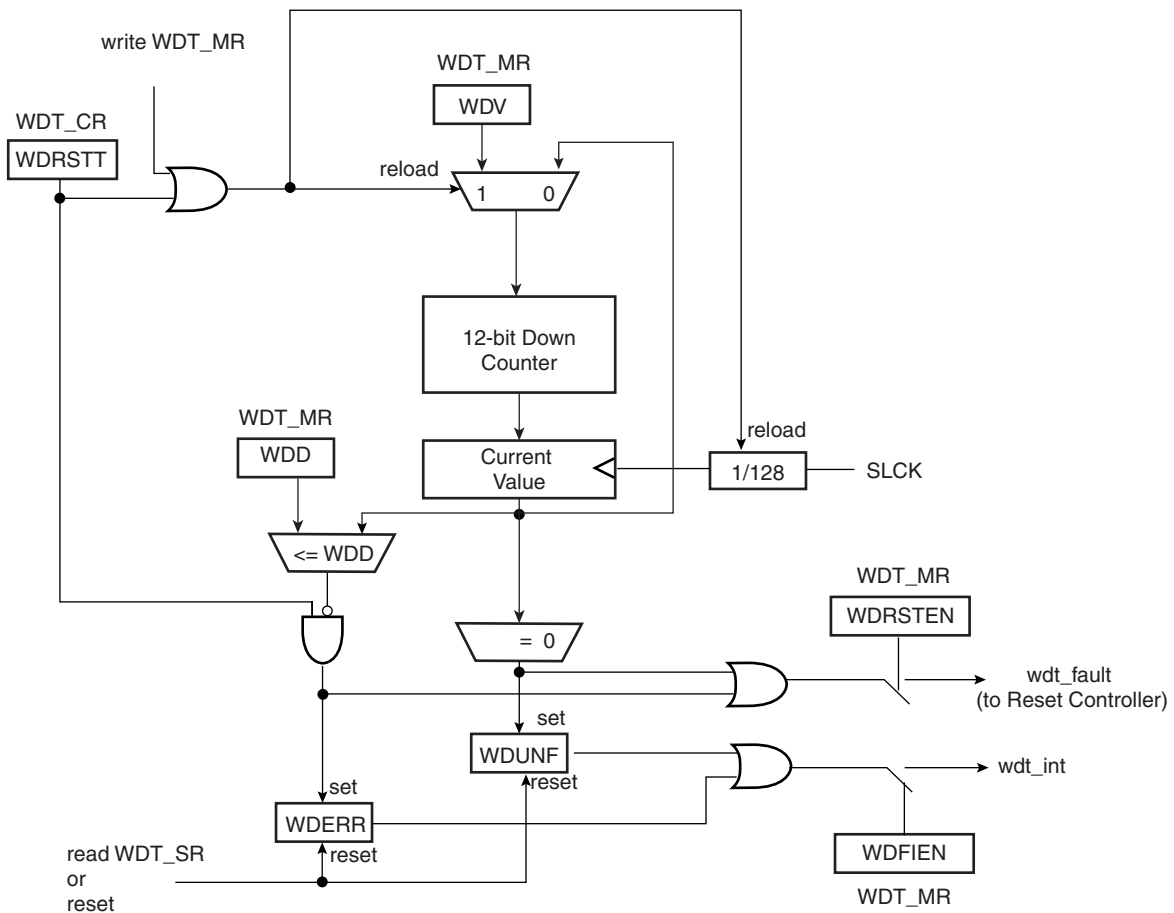 write WDT_MR
WDT_MR
WDV
WDT_CR
WDRSTT
reload
1 0
12-bit Down
Counter
WDT_MR
WDD
reload
Current
Value
1/128
SLCK
<= WDD
WDT_MR
WDRSTEN
= 0
wdt_fault
(to Reset Controller)
set
WDUNF
reset
wdt_int
set
WDERR
reset
WDFIEN
WDT_MR
read WDT_SR
or
reset